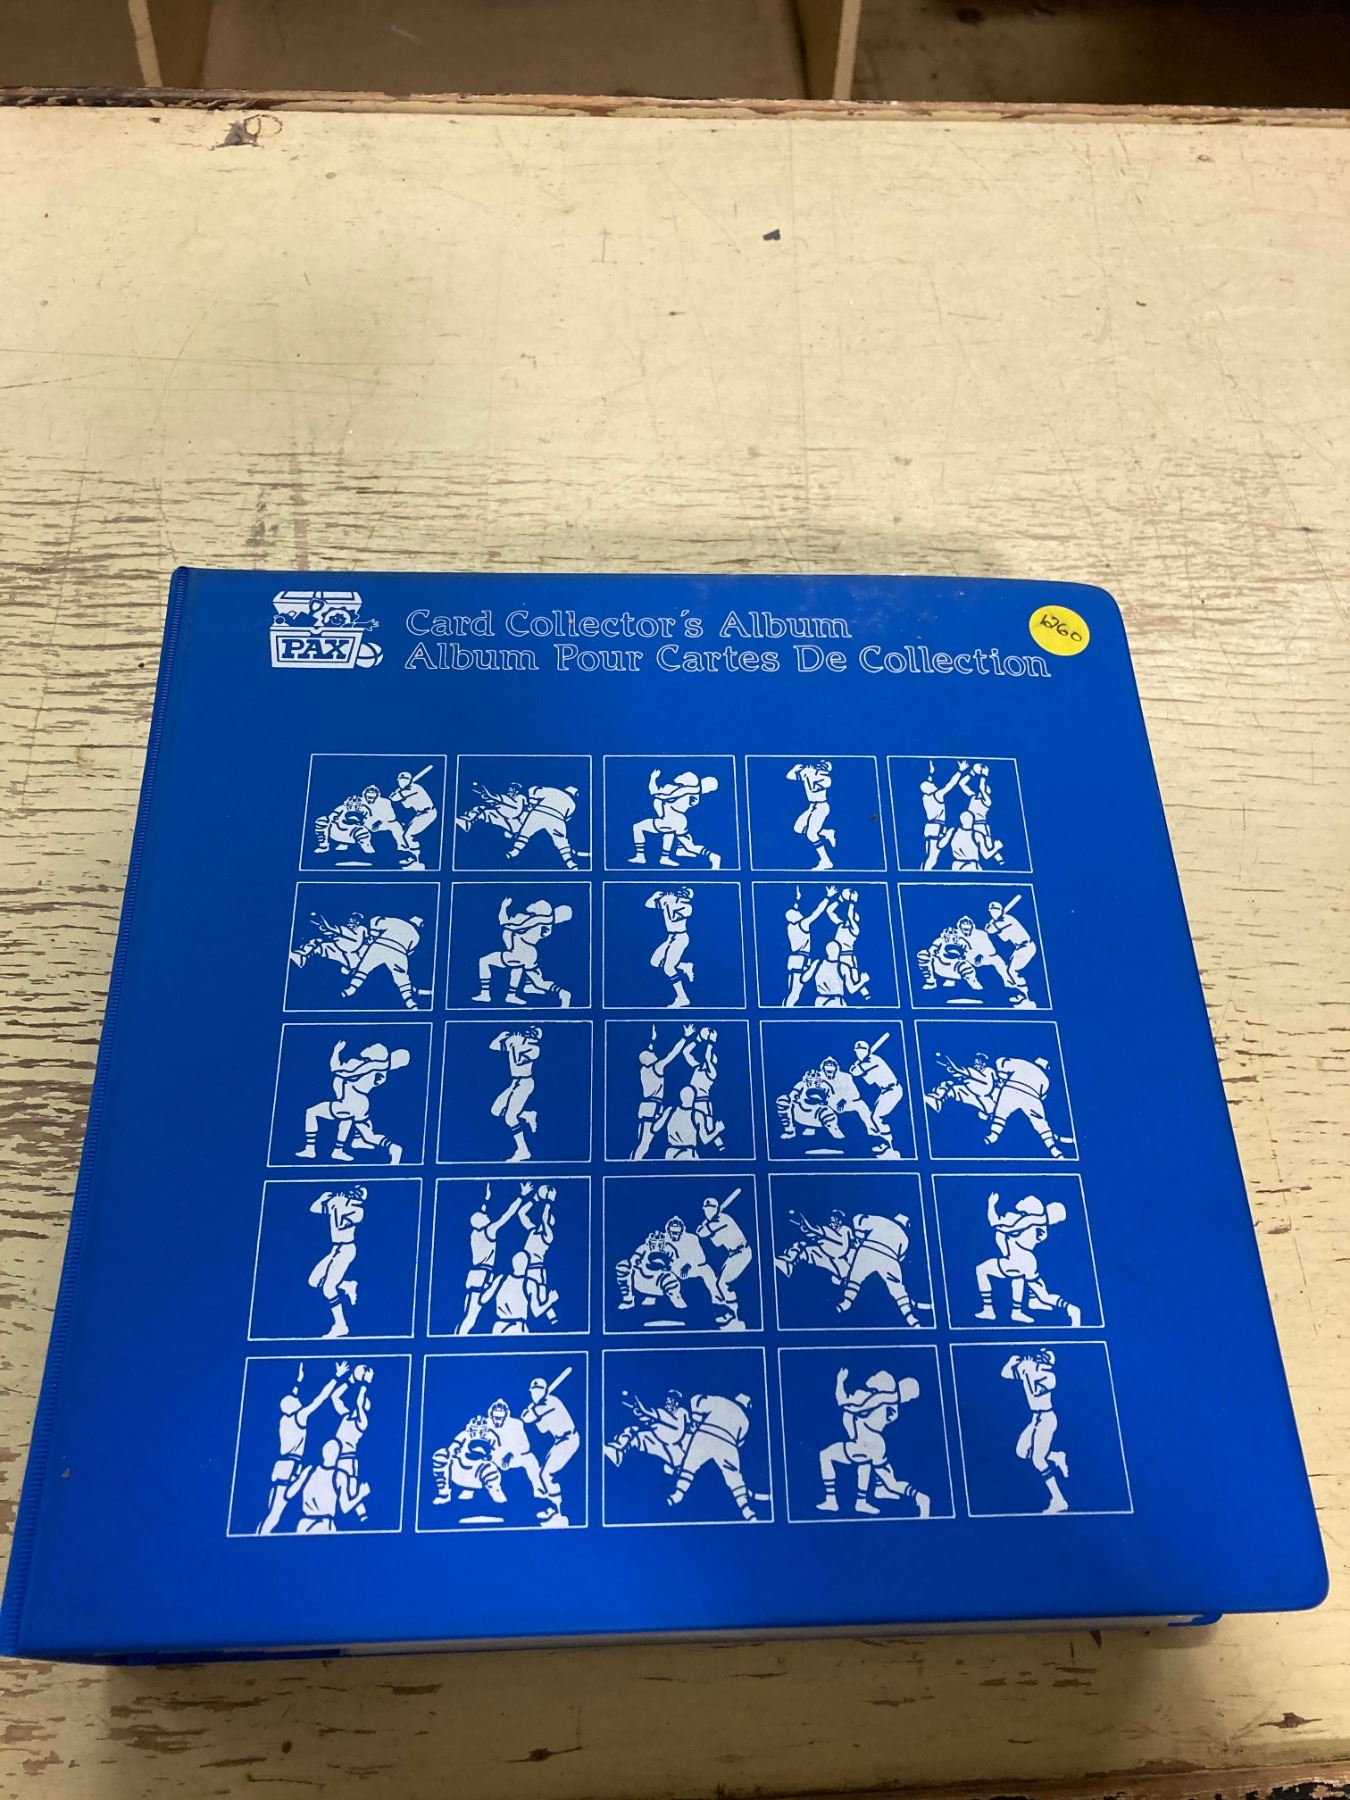 PAX
Card Collector's Album
Album Pour Cartes De Collection